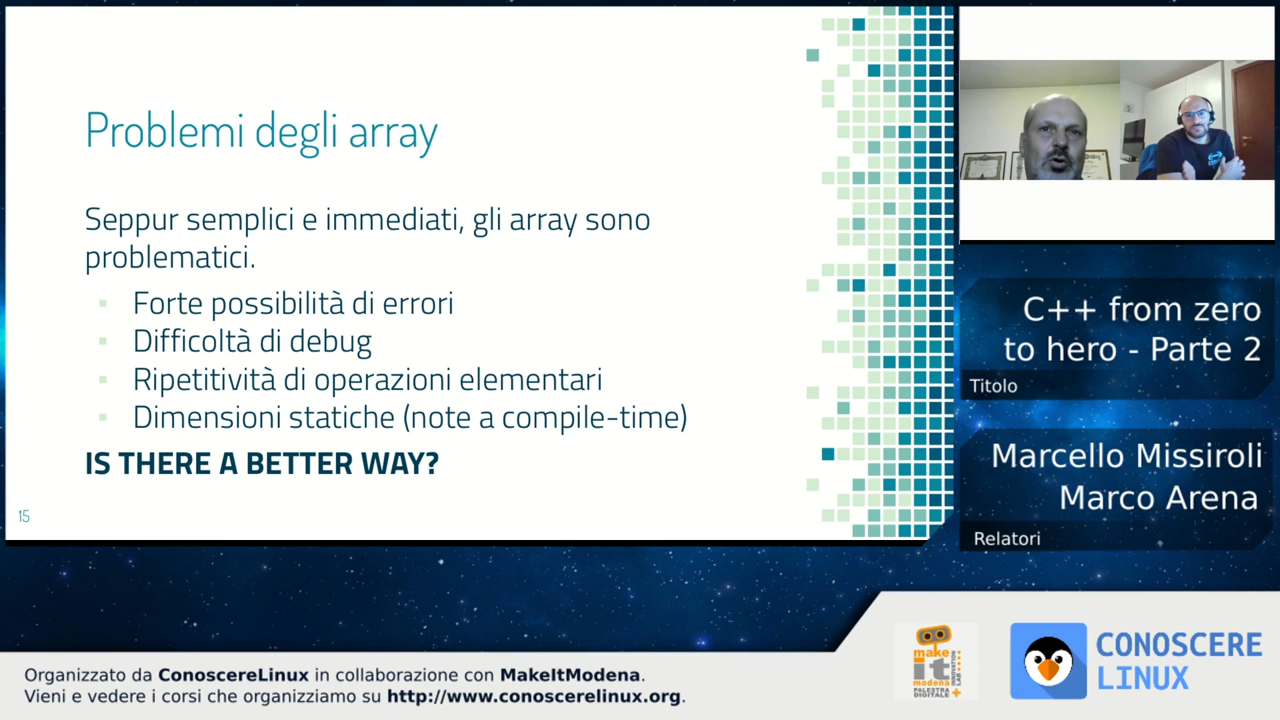 Problemi degli array
Seppur semplici e immediati, gli array sono
problematici.
Forte possibilità di errori
Difficoltà di debug
Ripetitività di operazioni elementari
Dimensioni statiche (note a compile-time)
IS THERE A BETTER WAY?
15
C++ from zero
to hero - Parte 2
Titolo
Marcello Missiroli
Marco Arena
Relatori
make
it
modena
PALESTRA
DIGITALE
INNOVATION
LAB
CONOSCERE
LINUX
Organizzato da ConoscereLinux in collaborazione con MakeItModena.
Vieni e vedere i corsi che organizziamo su http://www.conoscerelinux.org.